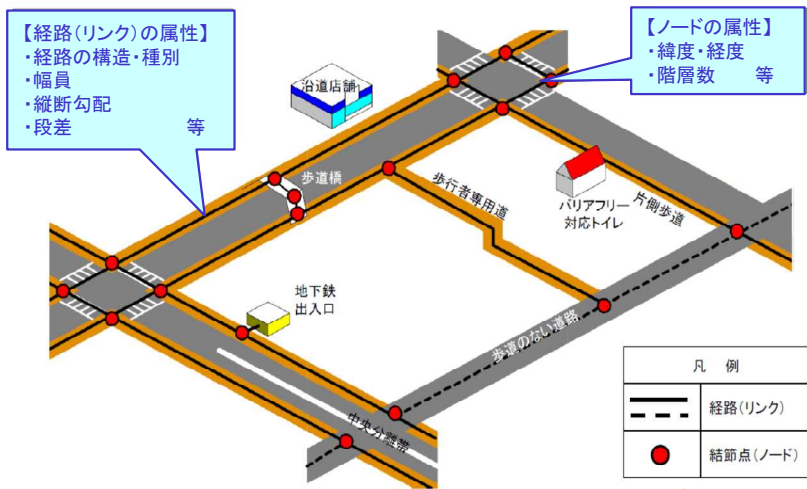 【経路(リンク)の属性】
・経路の構造・種別
・幅員
・縦断勾配
・段差　　　　　　等
【ノードの属性】
・緯度・経度
・階層数　　等
沿道店舗
歩道橋
歩行者専用道
バリアフリー
対応トイレ
片側歩道
地下鉄
出入口
歩道のない道路
中央分離帯
凡　例
経路(リンク)
結節点(ノード)